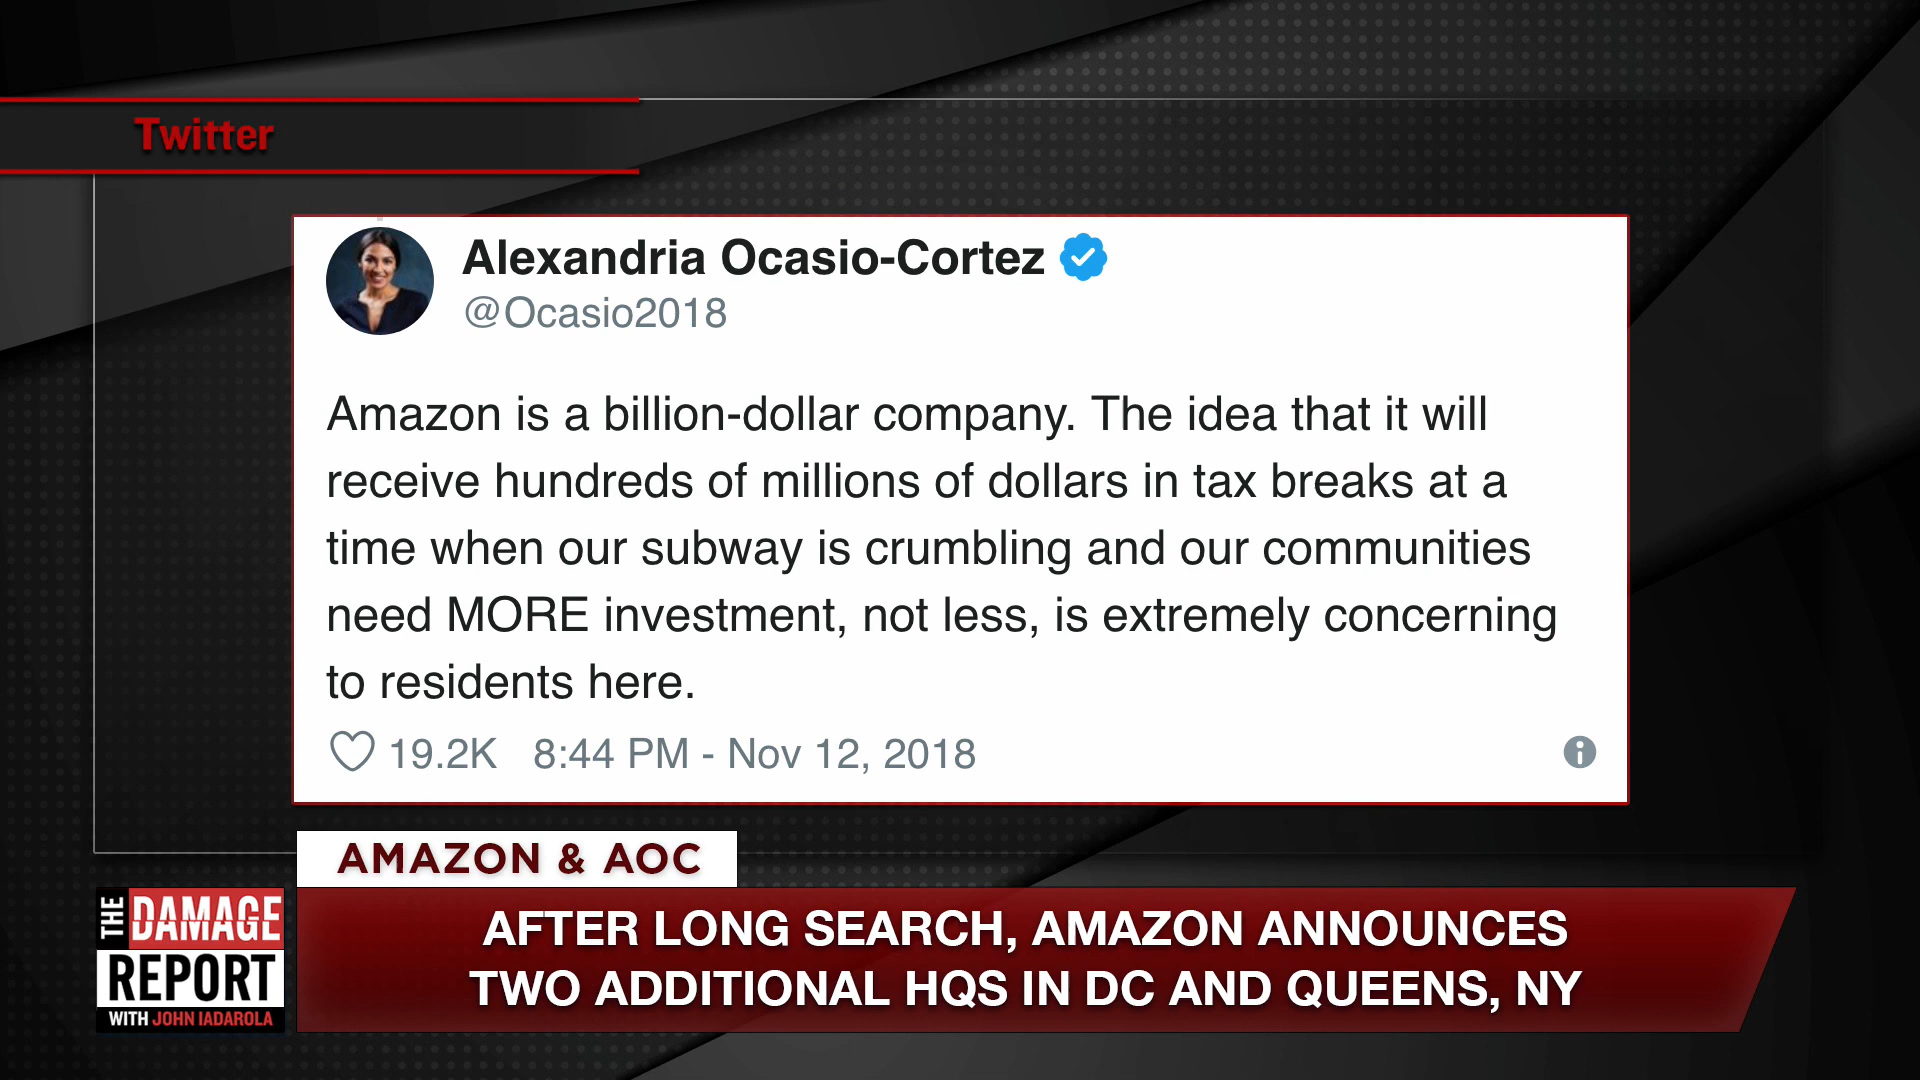 Twitter
Alexandria Ocasio-Cortez
@Ocasio2018
Amazon is a billion-dollar company. The idea that it will
receive hundreds of millions of dollars in tax breaks at a
time when our subway is crumbling and our communities
need MORE investment, not less, is extremely concerning
to residents here.
19.2K 8:44 PM - Nov 12, 2018
AMAZON & AOC
THE DAMAGE
REPORT
WITH JOHN IADAROLA
AFTER LONG SEARCH, AMAZON ANNOUNCES
TWO ADDITIONAL HQS IN DC AND QUEENS, NY